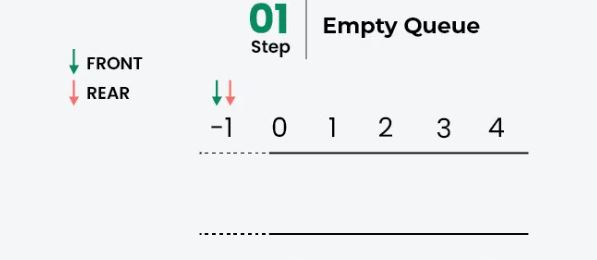 01
Step
Empty Queue
FRONT
REAR
-1 0 1 2 3 4